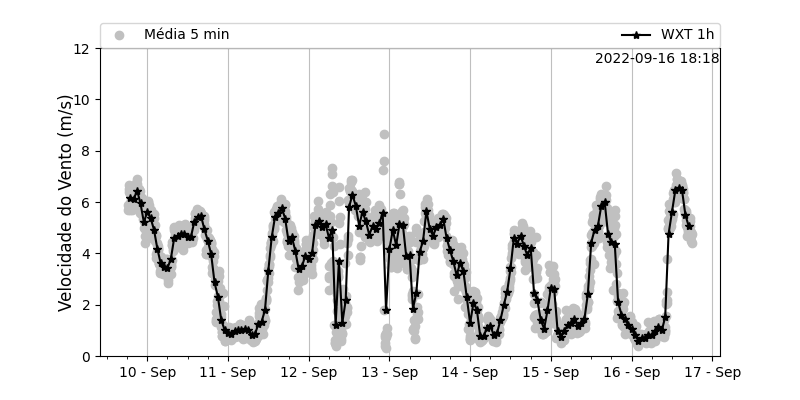 Média 5 min WXT 1h
2022-09-16 18:18
Velocidade do Vento (m/s)
12
10
8
6
4
2
0
10 - Sep 11 - Sep 12 - Sep 13 - Sep 14 - Sep 15 - Sep 16 - Sep 17 - Sep